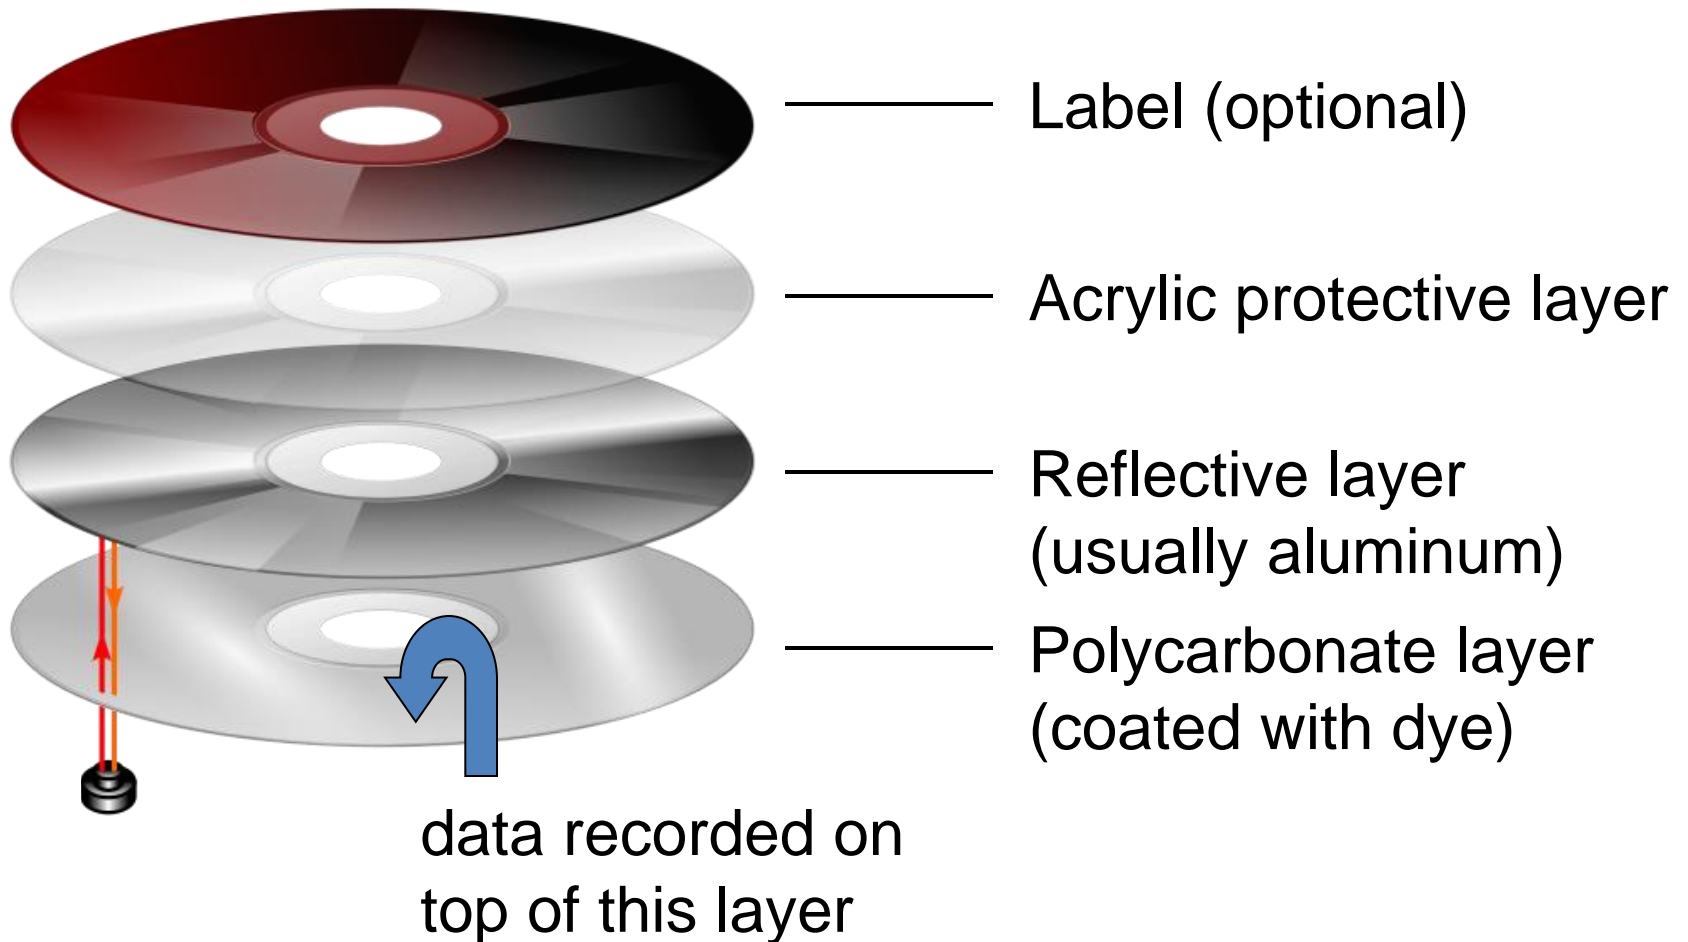 Label (optional)
Acrylic protective layer
Reflective layer
(usually aluminum)
Polycarbonate layer
(coated with dye)
data recorded on
top of this layer